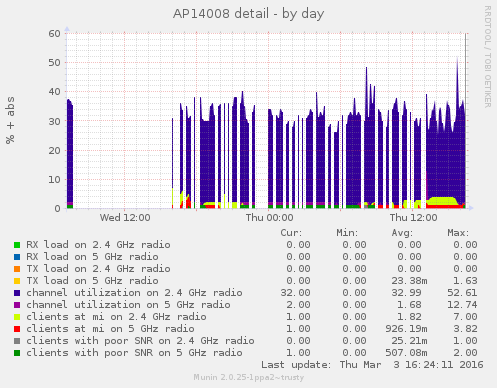 AP14008 detail - by day
RRDTOOL / TOBI OETIKER
% + abs
60
50
40
30
20
10
0
Wed 12:00 Thu 00:00 Thu 12:00
Cur: Min: Avg: Max:
RX load on 2.4 GHz radio 0.00 0.00 0.00 0.00
RX load on 5 GHz radio 0.00 0.00 0.00 0.00
TX load on 2.4 GHz radio 0.00 0.00 0.00 0.00
TX load on 5 GHz radio 0.00 0.00 23.38m 1.63
channel utilization on 2.4 GHz radio 32.00 0.00 32.99 52.61
channel utilization on 5 GHz radio 2.00 0.00 1.68 12.74
clients at mi on 2.4 GHz radio 1.00 0.00 1.82 7.00
clients at mi on 5 GHz radio 1.00 0.00 926.19m 3.82
clients with poor SNR on 2.4 GHz radio 0.00 0.00 25.21m 1.00
clients with poor SNR on 5 GHz radio 1.00 0.00 507.08m 2.00
Last update: Thu Mar 3 16:24:11 2016
Munin 2.0.25-1ppa2~trusty